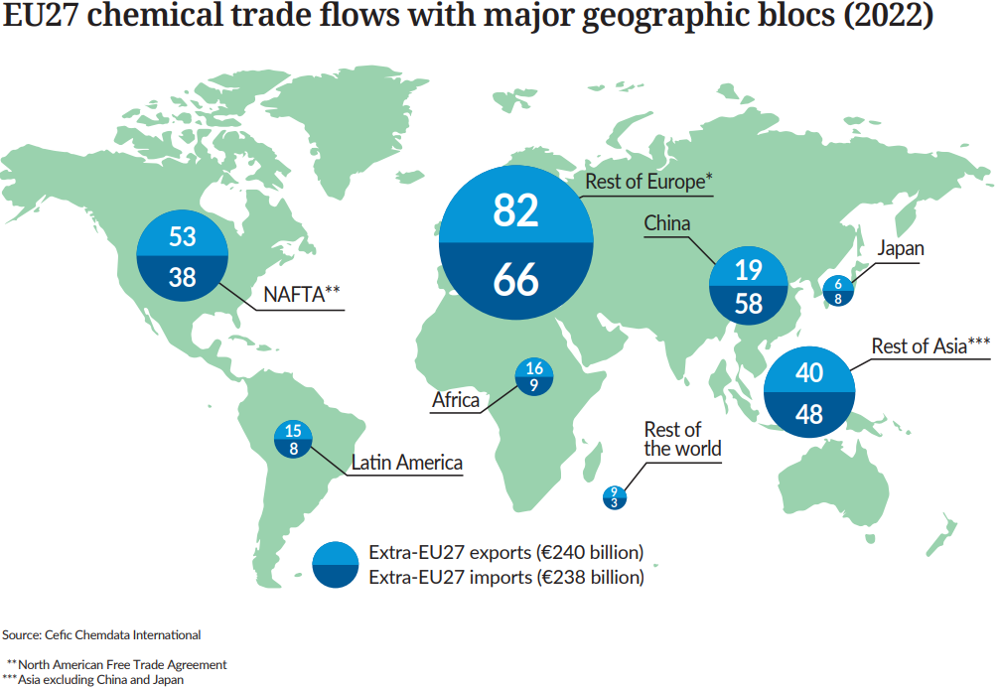 EU27 chemical trade flows with major geographic blocs (2022)
82
66
Rest of Europe*
53
38
NAFTA**
China
19
58
Japan
6
8
Rest of Asia***
40
48
16
9
Africa
15
8
Latin America
Rest of
the world
9
3
Extra-EU27 exports (€240 billion)
Extra-EU27 imports (€238 billion)
Source: Cefic Chemdata International
**North American Free Trade Agreement
***Asia excluding China and Japan